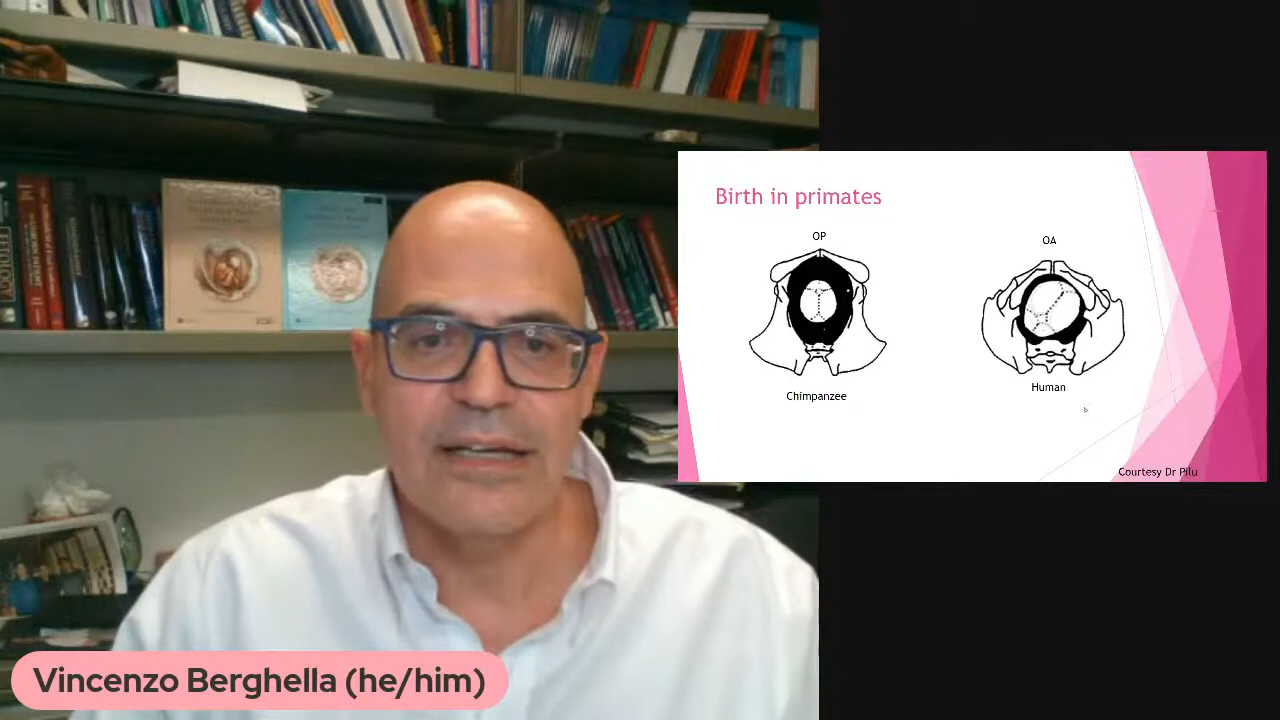 Birth in primates
OP
OA
Chimpanzee
Human
Courtesy Dr Pilu
Vincenzo Berghella (he/him)